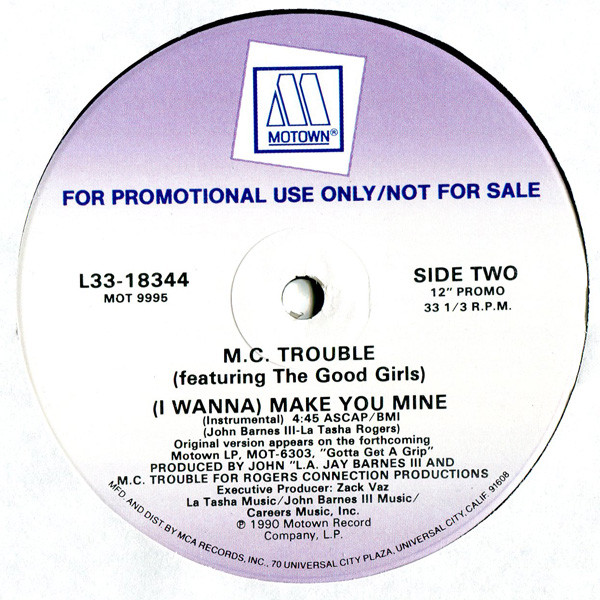 MOTOWN®
FOR PROMOTIONAL USE ONLY/NOT FOR SALE
L33-18344
MOT 9995
SIDE TWO
12" PROMO
33 1/3 R.P.M.
M.C. TROUBLE
(featuring The Good Girls)
(I WANNA) MAKE YOU MINE
(Instrumental) 4:45 ASCAP/BMI
(John Barnes III-La Tasha Rogers)
Original version appears on the forthcoming
Motown LP, MOT-6303, "Gotta Get A Grip"
PRODUCED BY JOHN "L.A. JAY BARNES III AND
M.C. TROUBLE FOR ROGERS CONNECTION PRODUCTIONS
Executive Producer: Zack Vaz
La Tasha Music/John Barnes III Music/
Careers Music, Inc.
℗ 1990 Motown Record
Company, L.P.
MFD. AND DIST. BY MCA RECORDS, INC., 70 UNIVERSAL CITY PLAZA, UNIVERSAL CITY, CALIF. 91608